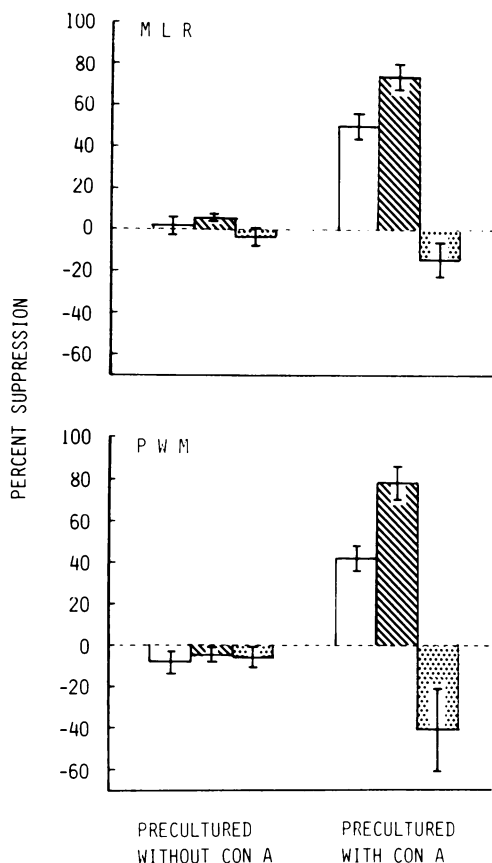 PERCENT SUPPRESSION
M L R
100
80
60
40
20
0
-20
-40
-60
P W M
100
80
60
40
20
0
-20
-40
-60
PRECULTURED
WITHOUT CON A
PRECULTURED
WITH CON A